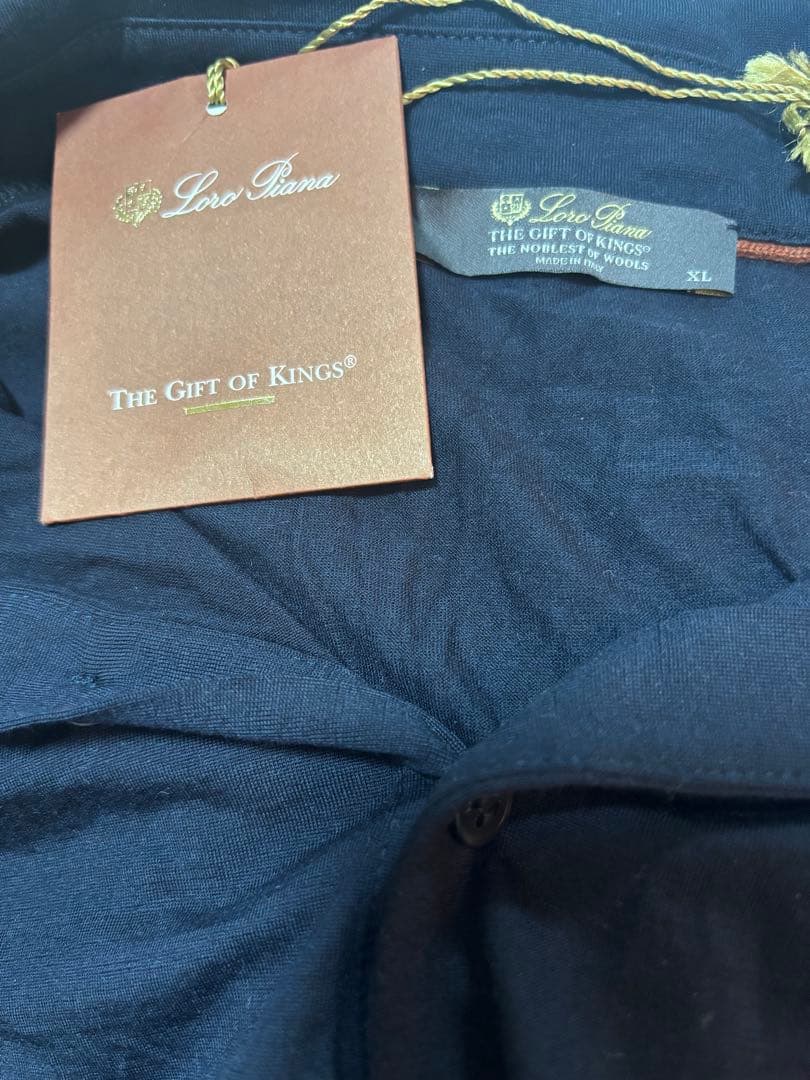 Loro Piana
THE GIFT OF KINGS®
Loro Piana
THE GIFT OF KINGS®
THE NOBLEST OF WOOLS
MADE IN ITALY
XL